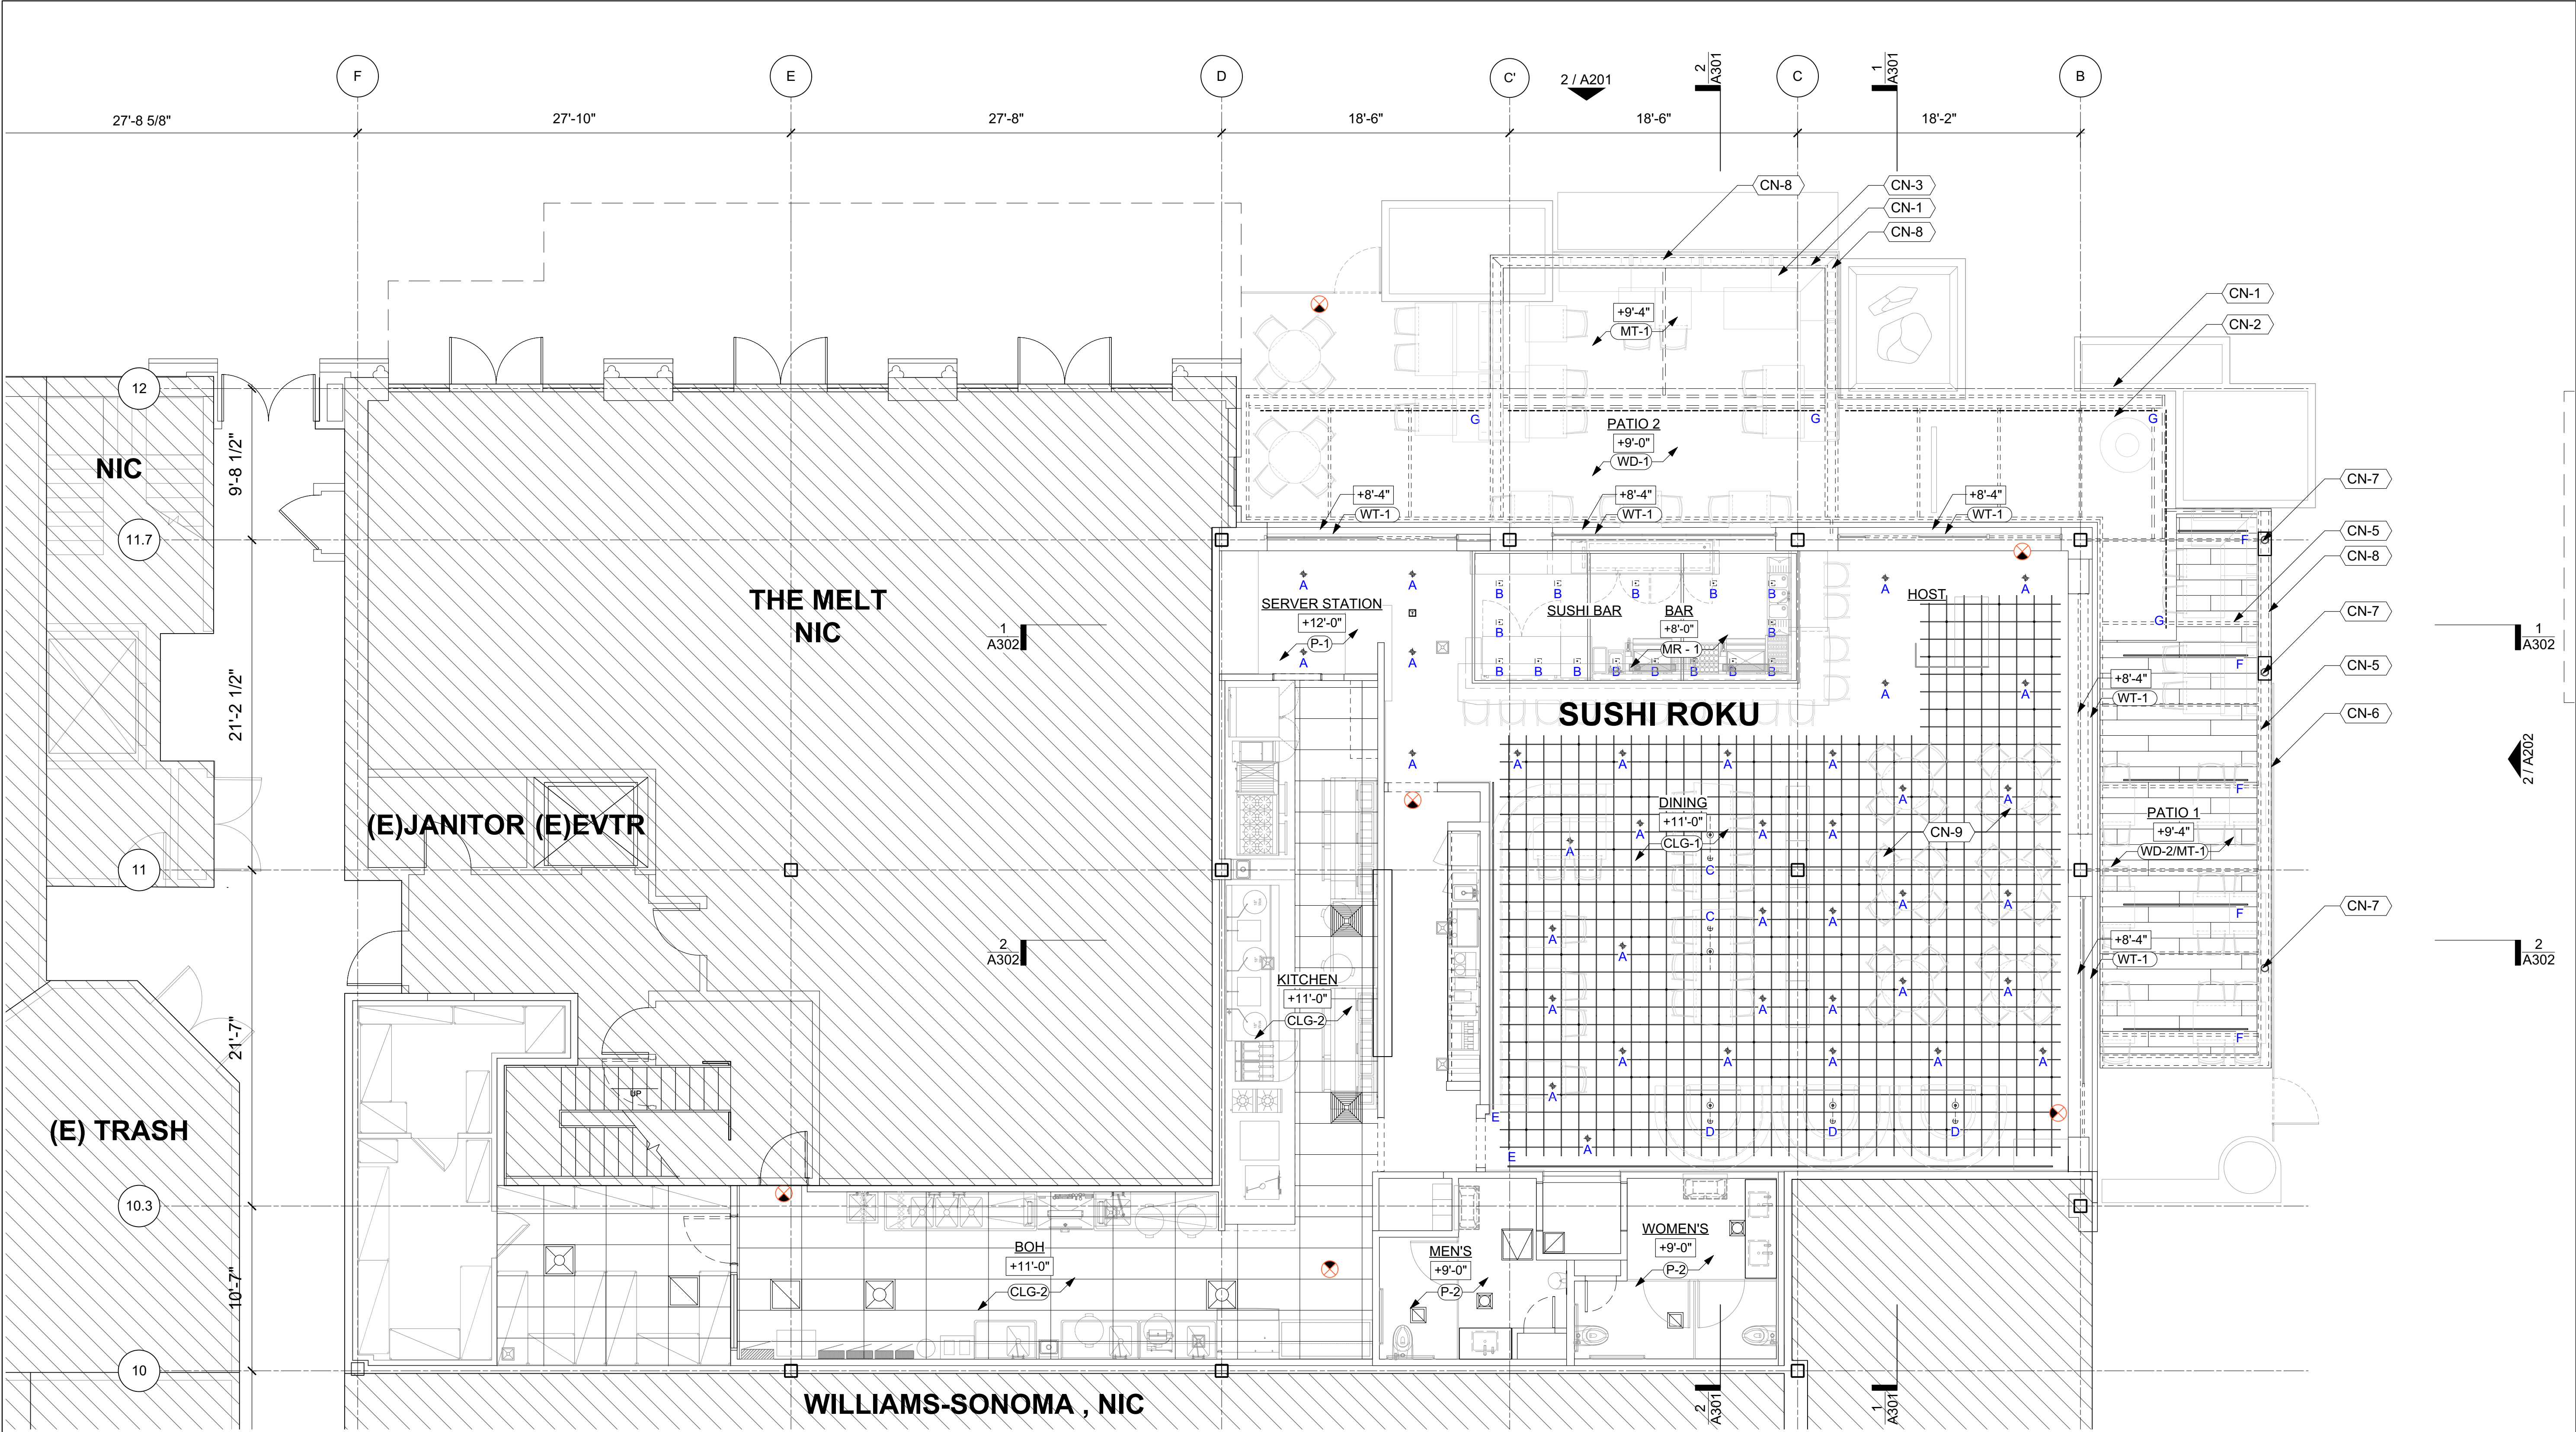 F
E
D
C'
2 / A201
2
A301
C
1
A301
B
27'-8 5/8"
27'-10"
27'-8"
18'-6"
18'-6"
18'-2"
CN-8
CN-3
CN-1
CN-8
CN-1
CN-2
+9'-4"
MT-1
12
G
G
G
PATIO 2
+9'-0"
WD-1
9'-8 1/2"
NIC
CN-7
+8'-4"
WT-1
+8'-4"
WT-1
+8'-4"
WT-1
CN-5
11.7
F
CN-8
A
A
A
A
B
B
B
B
B
THE MELT
NIC
SERVER STATION
+12'-0"
P-1
SUSHI BAR
BAR
+8'-0"
MR - 1
HOST
CN-7
G
B
B
1
A302
1
A302
A
A
B
B
B
B
B
B
B
B
F
CN-5
+8'-4"
WT-1
A
A
21'-2 1/2"
SUSHI ROKU
CN-6
2 / A202
A
A
A
A
A
F
A
A
(E)JANITOR
(E)EVTR
DINING
+11'-0"
CLG-1
A
A
A
A
CN-9
PATIO 1
+9'-4"
WD-2/MT-1
11
C
CN-7
C
A
A
A
A
F
A
A
2
A302
2
A302
+8'-4"
WT-1
KITCHEN
+11'-0"
CLG-2
A
A
A
A
A
21'-7"
F
A
A
A
A
A
UP
A
E
(E) TRASH
D
D
D
A
E
10.3
BOH
+11'-0"
CLG-2
MEN'S
+9'-0"
P-2
WOMEN'S
+9'-0"
P-2
10'-7"
10
WILLIAMS-SONOMA , NIC
2
A301
1
A301